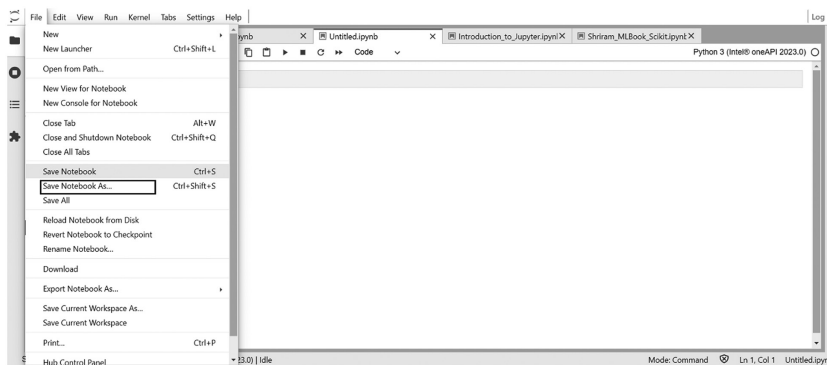 File Edit View Run Kernel Tabs Settings Help
Log
New
New Launcher Ctrl+Shift+L
Open from Path...
New View for Notebook
New Console for Notebook
Close Tab Alt+W
Close and Shutdown Notebook Ctrl+Shift+Q
Close All Tabs
Save Notebook Ctrl+S
Save Notebook As... Ctrl+Shift+S
Save All
Reload Notebook from Disk
Revert Notebook to Checkpoint
Rename Notebook...
Download
Export Notebook As...
Save Current Workspace As...
Save Current Workspace
Print... Ctrl+P
Hub Control Panel
ynb Untitled.ipynb Introduction_to_Jupyter.ipynb Shriram_MLBook_Scikit.ipynb
Code Python 3 (Intel® oneAPI 2023.0)
23.0) | Idle Mode: Command Ln 1, Col 1 Untitled.ipyr